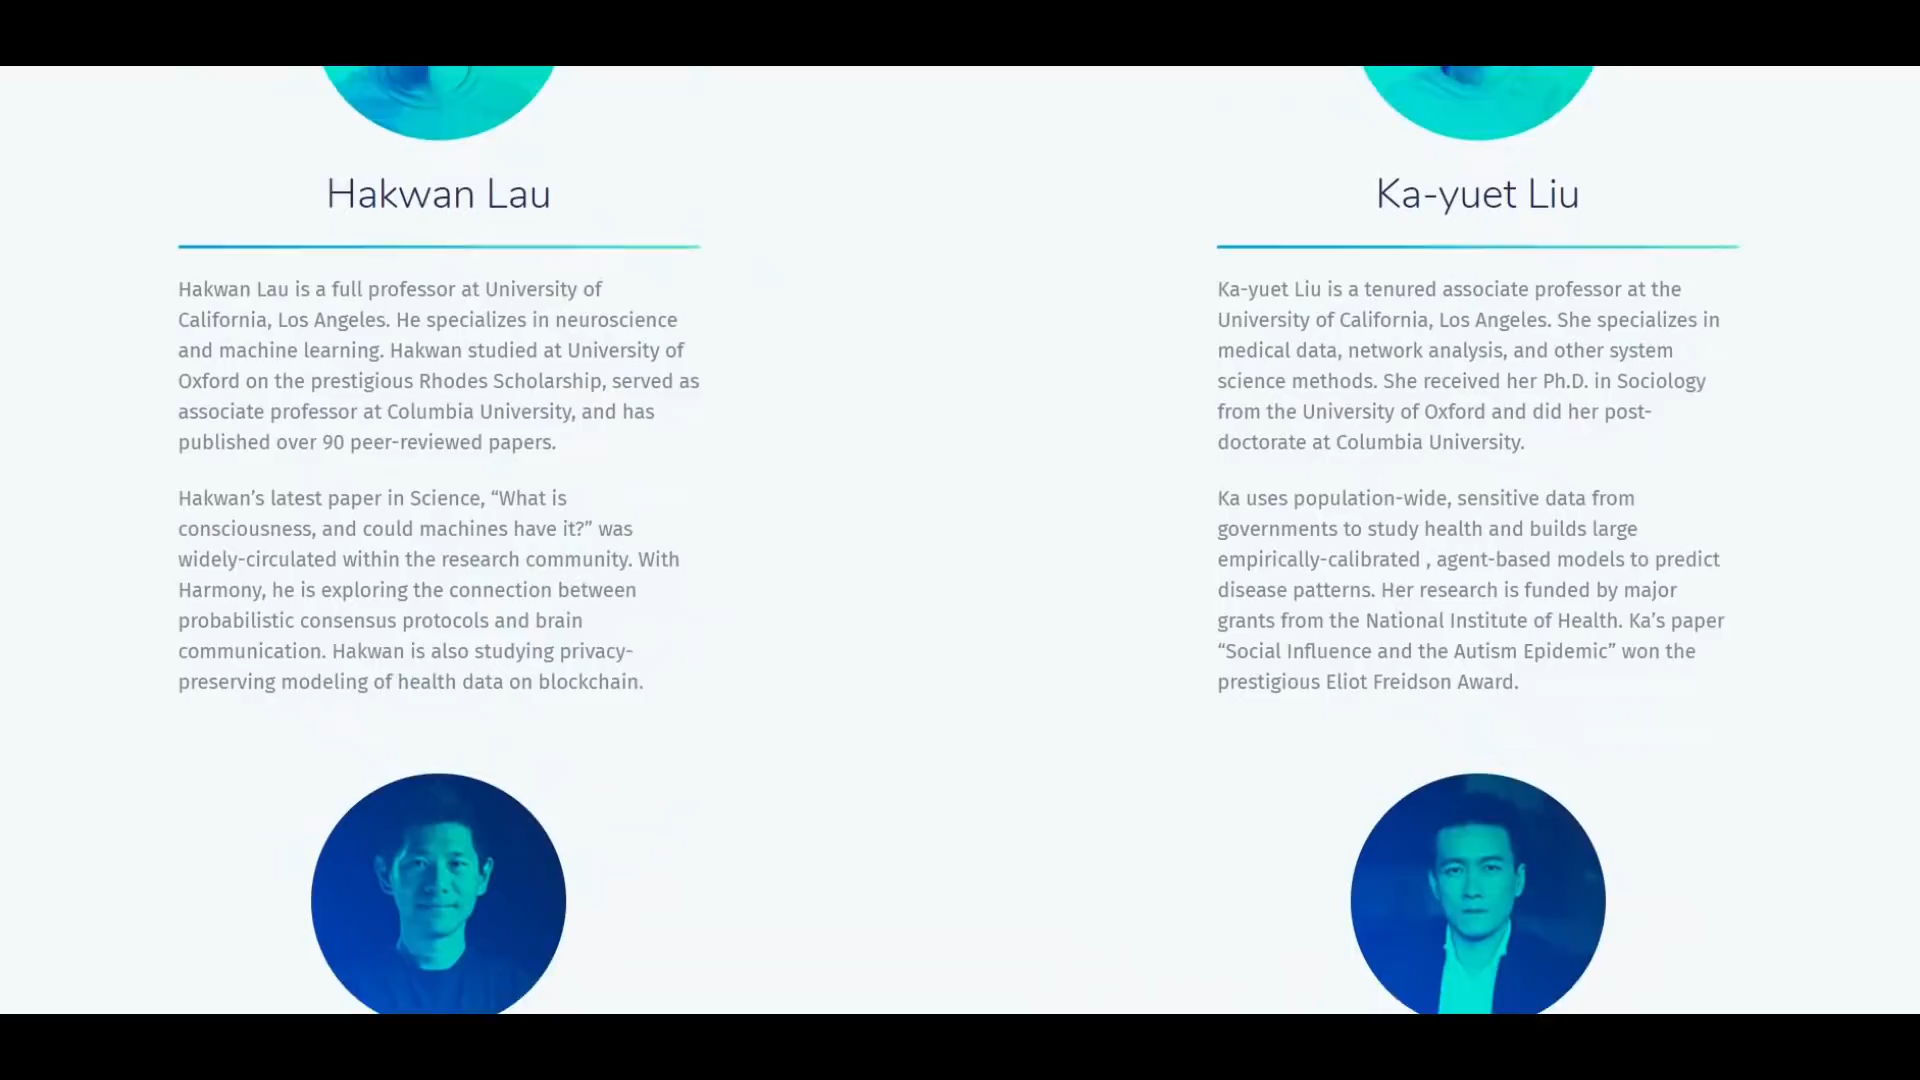 Hakwan Lau
Hakwan Lau is a full professor at University of
California, Los Angeles. He specializes in neuroscience
and machine learning. Hakwan studied at University of
Oxford on the prestigious Rhodes Scholarship, served as
associate professor at Columbia University, and has
published over 90 peer-reviewed papers.
Hakwan’s latest paper in Science, “What is
consciousness, and could machines have it?” was
widely-circulated within the research community. With
Harmony, he is exploring the connection between
probabilistic consensus protocols and brain
communication. Hakwan is also studying privacy-
preserving modeling of health data on blockchain.
Ka-yuet Liu
Ka-yuet Liu is a tenured associate professor at the
University of California, Los Angeles. She specializes in
medical data, network analysis, and other system
science methods. She received her Ph.D. in Sociology
from the University of Oxford and did her post-
doctorate at Columbia University.
Ka uses population-wide, sensitive data from
governments to study health and builds large
empirically-calibrated , agent-based models to predict
disease patterns. Her research is funded by major
grants from the National Institute of Health. Ka’s paper
“Social Influence and the Autism Epidemic” won the
prestigious Eliot Freidson Award.